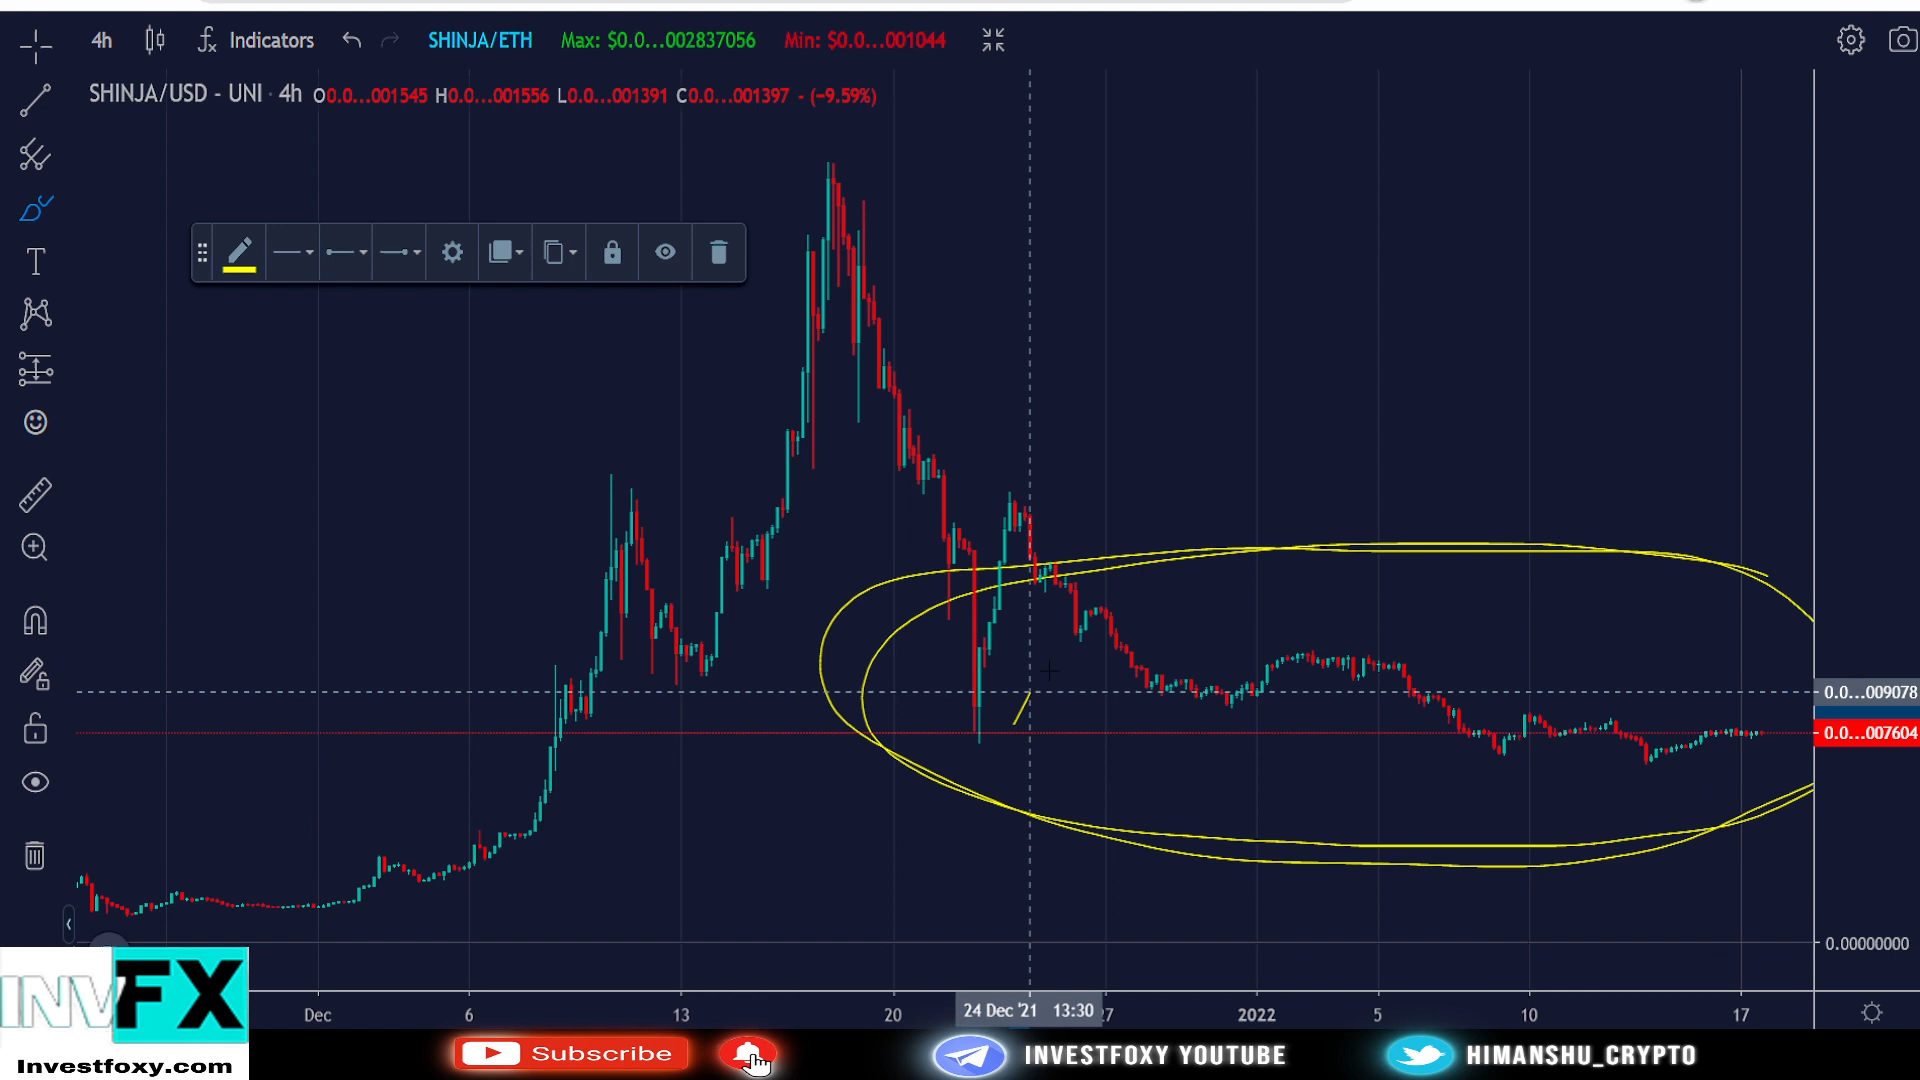 4h Indicators SHINJA/ETH Max: $0.0...002837056 Min: $0.0...001044
SHINJA/USD - UNI · 4h O0.0...001545 H0.0...001556 L0.0...001391 C0.0...001397 - (−9.59%)
0.0...009078
0.0...007604
0.00000000
Dec 6 13 20 24 Dec '21 13:30 27 2022 5 10 17
INV FX
Investfoxy.com
Subscribe
INVESTFOXY YOUTUBE
HIMANSHU_CRYPTO